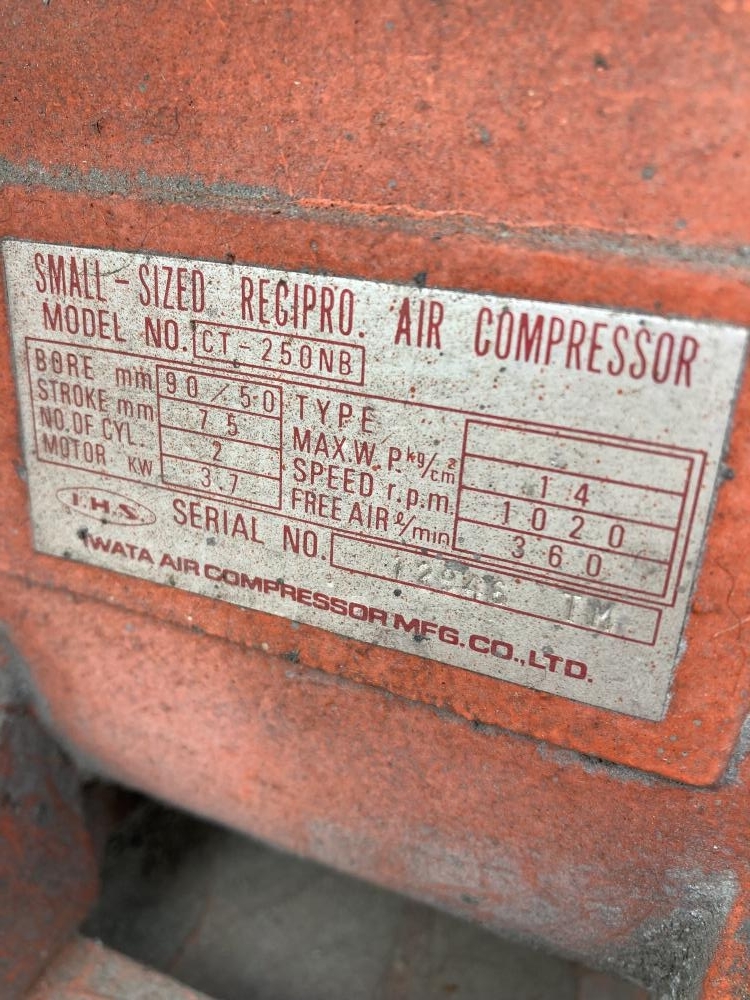 SMALL-SIZED RECIPRO. AIR COMPRESSOR
MODEL NO. CT-250NB
BORE mm 90/50 TYPE
STROKE mm 75 MAX.W.P. kg/cm² 14
NO.OF CYL. 2 SPEED r.p.m. 1020
MOTOR KW 3.7 FREE AIR ℓ/min 360
I.H.S. SERIAL NO.
IWATA AIR COMPRESSOR MFG.CO.,LTD.